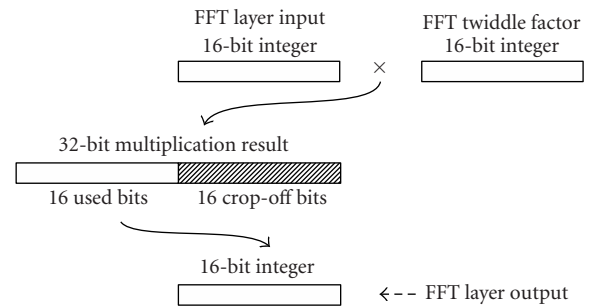 FFT layer input
16-bit integer
FFT twiddle factor
16-bit integer
×
32-bit multiplication result
16 used bits
16 crop-off bits
16-bit integer
FFT layer output